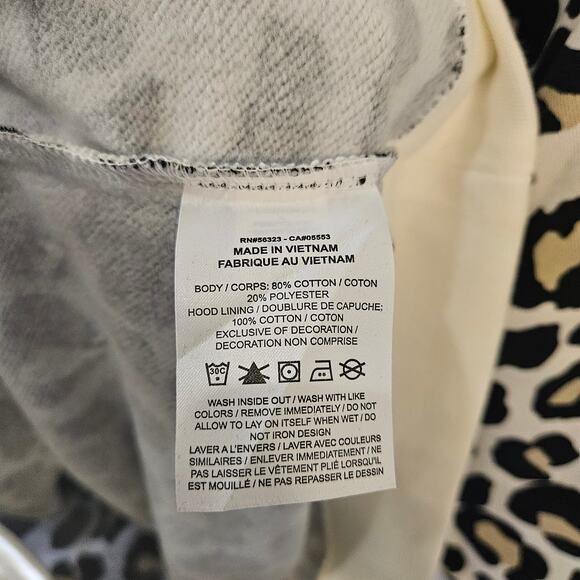 RN#56323 - CA#05553
MADE IN VIETNAM
FABRIQUE AU VIETNAM
BODY / CORPS: 80% COTTON / COTON
20% POLYESTER
HOOD LINING / DOUBLURE DE CAPUCHE:
100% COTTON / COTON
EXCLUSIVE OF DECORATION /
DECORATION NON COMPRISE
30C
WASH INSIDE OUT / WASH WITH LIKE
COLORS / REMOVE IMMEDIATELY / DO NOT
ALLOW TO LAY ON ITSELF WHEN WET / DO
NOT IRON DESIGN
LAVER A L'ENVERS / LAVER AVEC COULEURS
SIMILAIRES / ENLEVER IMMEDIATEMENT / NE
PAS LAISSER LE VÊTEMENT PLIÉ LORSQU'IL
EST MOUILLÉ / NE PAS REPASSER LE DESSIN